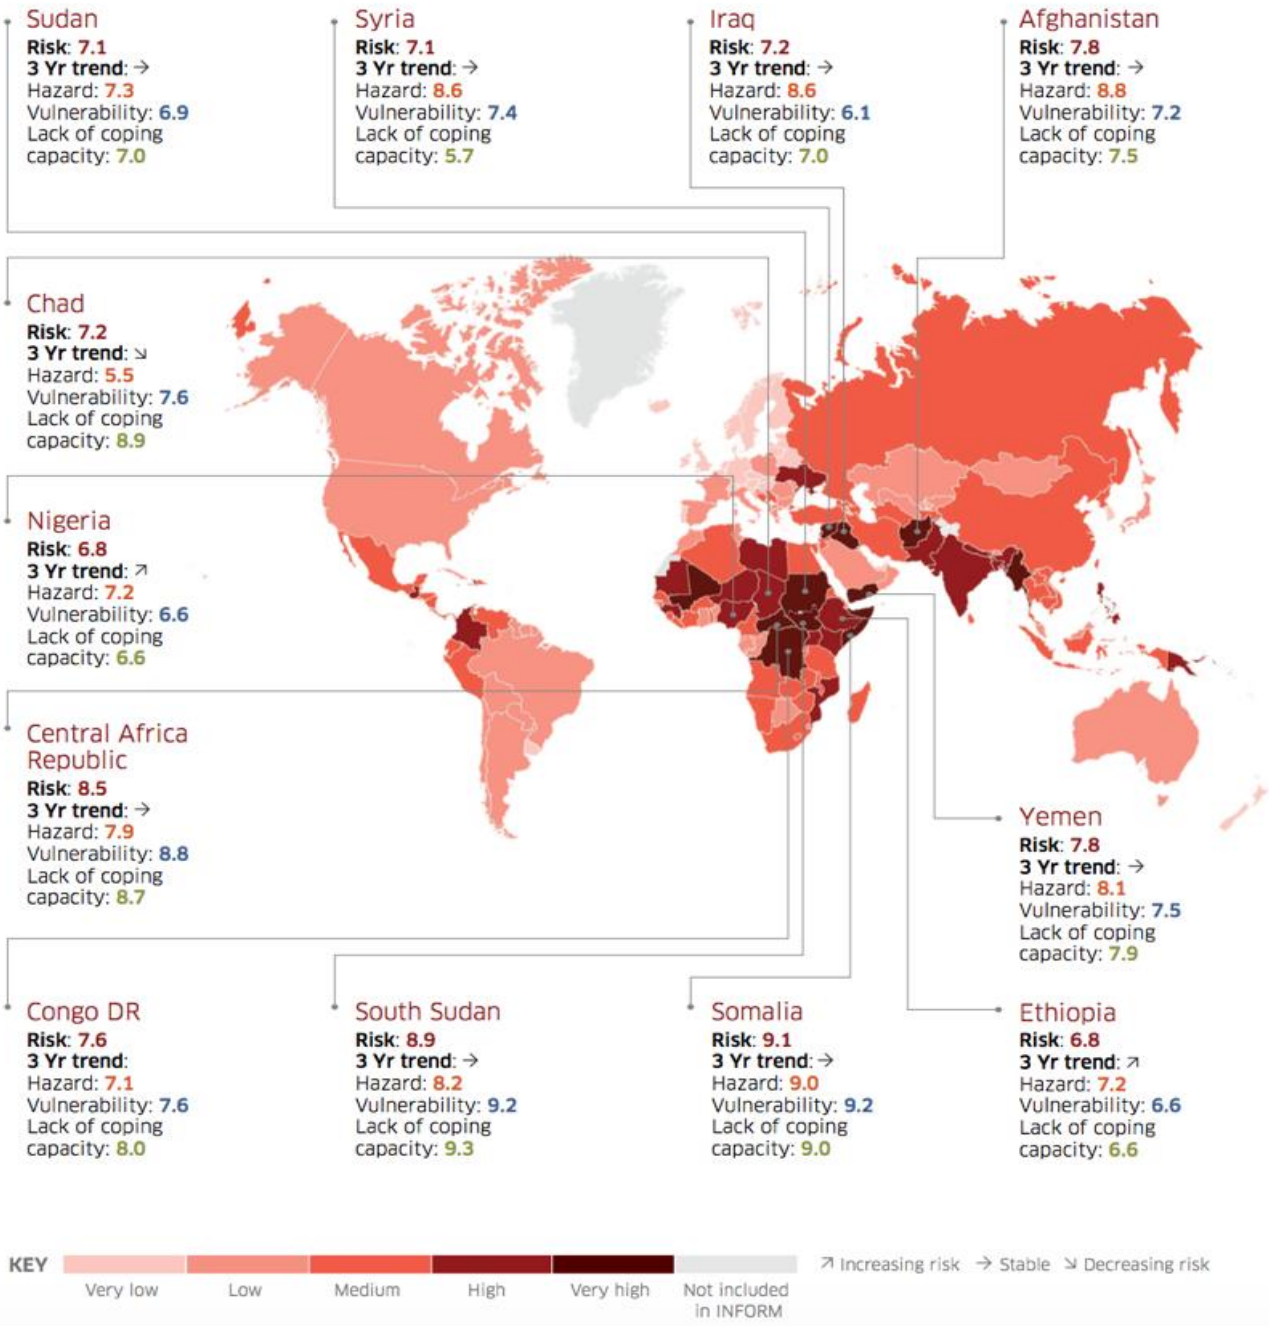 Sudan
Risk: 7.1
3 Yr trend: →
Hazard: 7.3
Vulnerability: 6.9
Lack of coping
capacity: 7.0
Syria
Risk: 7.1
3 Yr trend: →
Hazard: 8.6
Vulnerability: 7.4
Lack of coping
capacity: 5.7
Iraq
Risk: 7.2
3 Yr trend: →
Hazard: 8.6
Vulnerability: 6.1
Lack of coping
capacity: 7.0
Afghanistan
Risk: 7.8
3 Yr trend: →
Hazard: 8.8
Vulnerability: 7.2
Lack of coping
capacity: 7.5
Chad
Risk: 7.2
3 Yr trend: ↘
Hazard: 5.5
Vulnerability: 7.6
Lack of coping
capacity: 8.9
Nigeria
Risk: 6.8
3 Yr trend: ↗
Hazard: 7.2
Vulnerability: 6.6
Lack of coping
capacity: 6.6
Central Africa
Republic
Risk: 8.5
3 Yr trend: →
Hazard: 7.9
Vulnerability: 8.8
Lack of coping
capacity: 8.7
Yemen
Risk: 7.8
3 Yr trend: →
Hazard: 8.1
Vulnerability: 7.5
Lack of coping
capacity: 7.9
Congo DR
Risk: 7.6
3 Yr trend:
Hazard: 7.1
Vulnerability: 7.6
Lack of coping
capacity: 8.0
South Sudan
Risk: 8.9
3 Yr trend: →
Hazard: 8.2
Vulnerability: 9.2
Lack of coping
capacity: 9.3
Somalia
Risk: 9.1
3 Yr trend: →
Hazard: 9.0
Vulnerability: 9.2
Lack of coping
capacity: 9.0
Ethiopia
Risk: 6.8
3 Yr trend: ↗
Hazard: 7.2
Vulnerability: 6.6
Lack of coping
capacity: 6.6
KEY
Very low
Low
Medium
High
Very high
Not included
in INFORM
↗ Increasing risk → Stable ↘ Decreasing risk